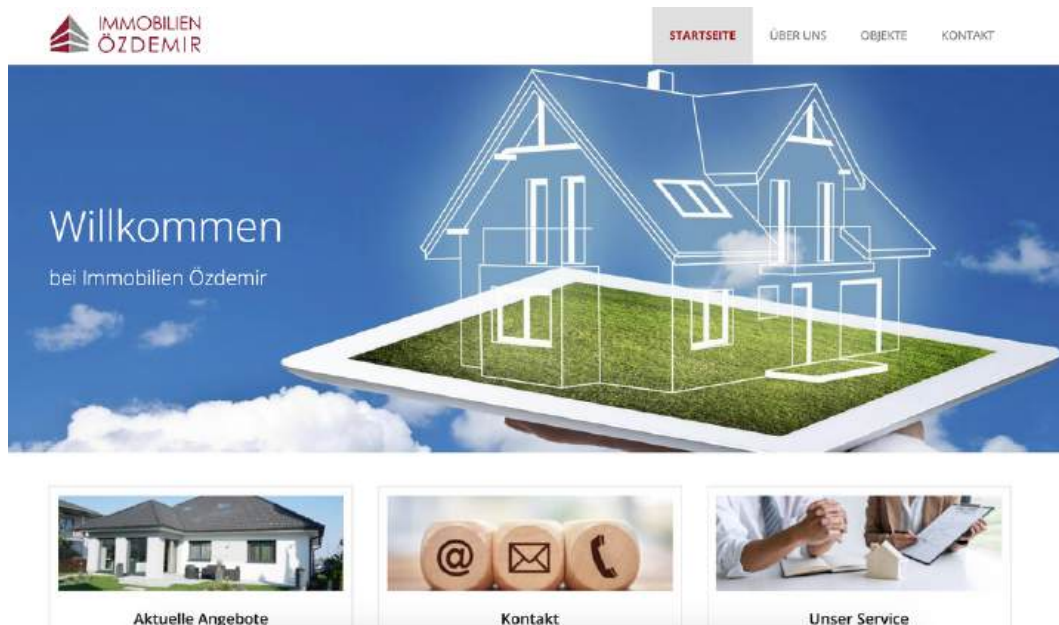 IMMOBILIEN
ÖZDEMIR
STARTSEITE ÜBER UNS OBJEKTE KONTAKT
Willkommen
bei Immobilien Özdemir
@
Aktuelle Angebote Kontakt Unser Service